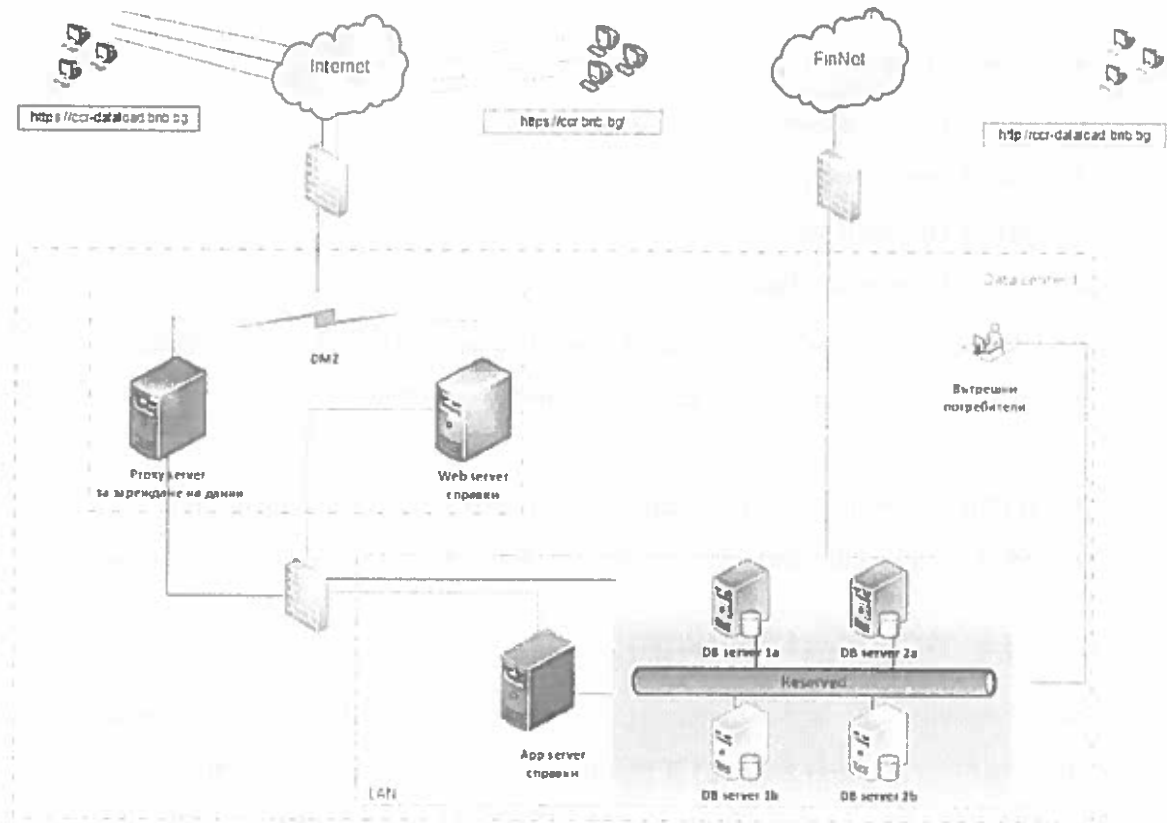 Internet
FinNet
https://ccr-dataload.bnb.bg
https://ccr.bnb.bg/
http://ccr-dataload.bnb.bg
Data center 1
DMZ
Вътрешни
потребители
Proxy server
за зареждане на данни
Web server
справки
DB server 1a
DB server 2a
Reserved
App server
справки
DB server 1b
DB server 2b
LAN